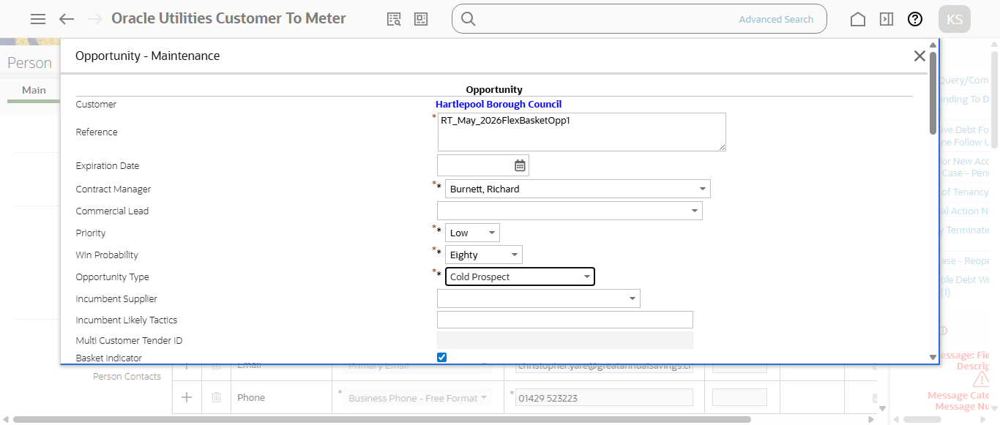 Oracle Utilities Customer To Meter
Advanced Search
KS
Person
Main
Opportunity - Maintenance
Opportunity
Customer
Hartlepool Borough Council
Reference
* RT_May_2026FlexBasketOpp1
Expiration Date
Contract Manager
** Burnett, Richard
Commercial Lead
Priority
** Low
Win Probability
** Eighty
Opportunity Type
** Cold Prospect
Incumbent Supplier
Incumbent Likely Tactics
Multi Customer Tender ID
Basket Indicator
Person Contacts
Email
Primary Email
christopher.yare@greatannualsavings.c
Phone
* Business Phone - Free Format
* 01429 523223
Query/Com
nding To D
ive Debt Fo
ne Follow U
or New Acc
Case - Pen
of Tenancy
al Action N
y Terminati
ase - Reope
ble Debt Wr
(1)
essage: Fie
Descrip
Message Cate
Message Nu